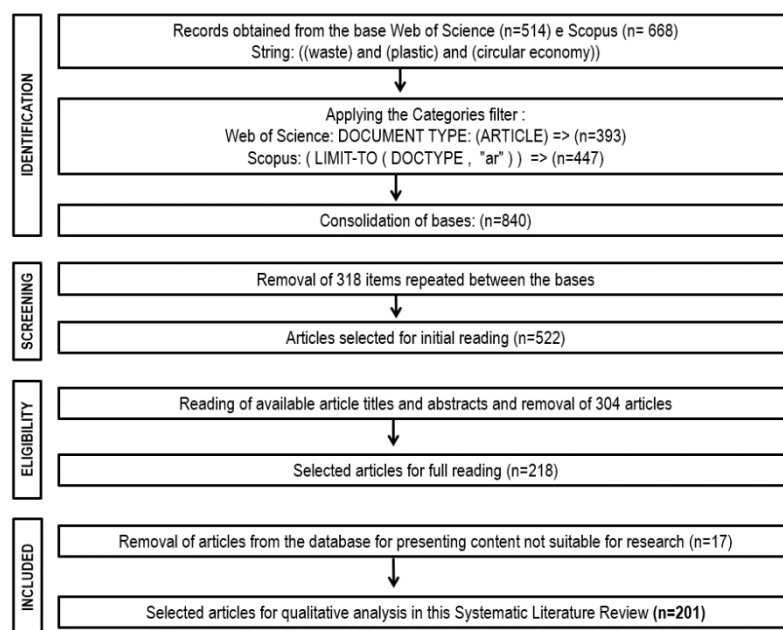 IDENTIFICATION
Records obtained from the base Web of Science (n=514) e Scopus (n= 668)
String: ((waste) and (plastic) and (circular economy))
Applying the Categories filter :
Web of Science: DOCUMENT TYPE: (ARTICLE) => (n=393)
Scopus: ( LIMIT-TO ( DOCTYPE , "ar" ) ) => (n=447)
Consolidation of bases: (n=840)
SCREENING
Removal of 318 items repeated between the bases
Articles selected for initial reading (n=522)
ELIGIBILITY
Reading of available article titles and abstracts and removal of 304 articles
Selected articles for full reading (n=218)
INCLUDED
Removal of articles from the database for presenting content not suitable for research (n=17)
Selected articles for qualitative analysis in this Systematic Literature Review (n=201)